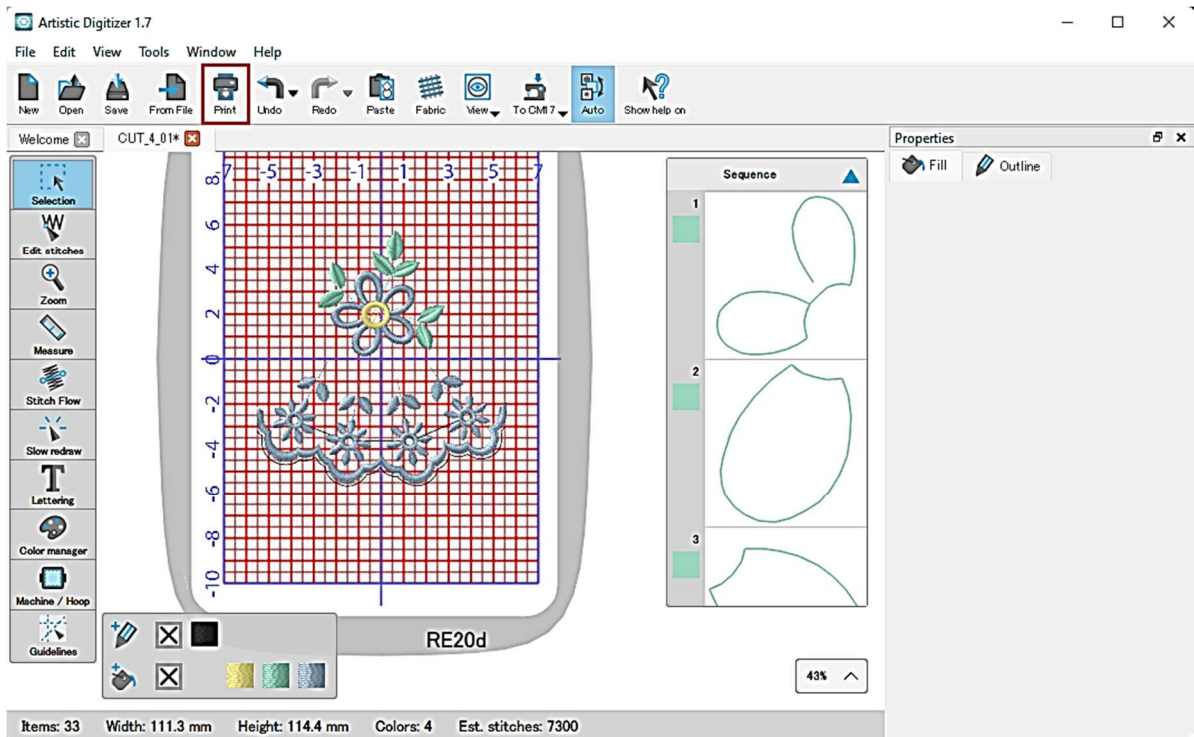 Artistic Digitizer 1.7
File Edit View Tools Window Help
New Open Save From File Print Undo Redo Paste Fabric View To OMI 7 Auto Show help on
Welcome CUT_4_01*
Properties
Fill Outline
Selection
Edit stitches
Zoom
Measure
Stitch Flow
Slow redraw
Lettering
Color manager
Machine / Hoop
Guidelines
-7 -5 -3 -1 1 3 5 7
8
6
4
2
0
-2
-4
-6
-8
-10
RE20d
Sequence
1
2
3
43%
Items: 33 Width: 111.3 mm Height: 114.4 mm Colors: 4 Est. stitches: 7300